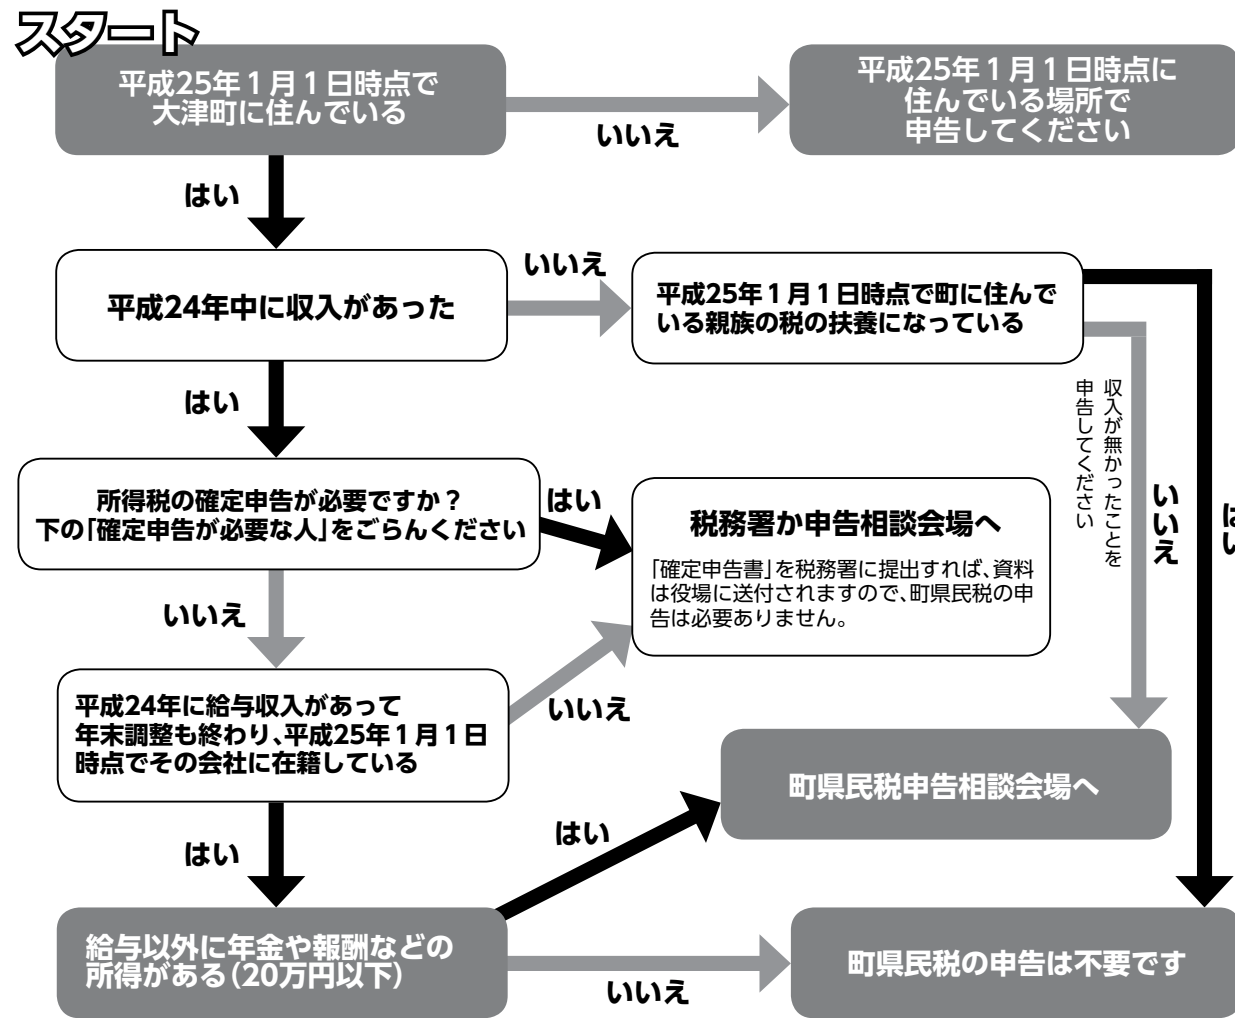 スタート
平成25年1月1日時点で
大津町に住んでいる
いいえ
平成25年1月1日時点に
住んでいる場所で
申告してください
はい
平成24年中に収入があった
いいえ
平成25年1月1日時点で町に住んで
いる親族の税の扶養になっている
収入が無かったことを
申告してください
いいえ
はい
はい
所得税の確定申告が必要ですか？
下の「確定申告が必要な人」をごらんください
はい
税務署か申告相談会場へ
「確定申告書」を税務署に提出すれば、資料
は役場に送付されますので、町県民税の申
告は必要ありません。
いいえ
平成24年に給与収入があって
年末調整も終わり、平成25年1月1日
時点でその会社に在籍している
いいえ
町県民税申告相談会場へ
はい
はい
給与以外に年金や報酬などの
所得がある（20万円以下）
いいえ
町県民税の申告は不要です